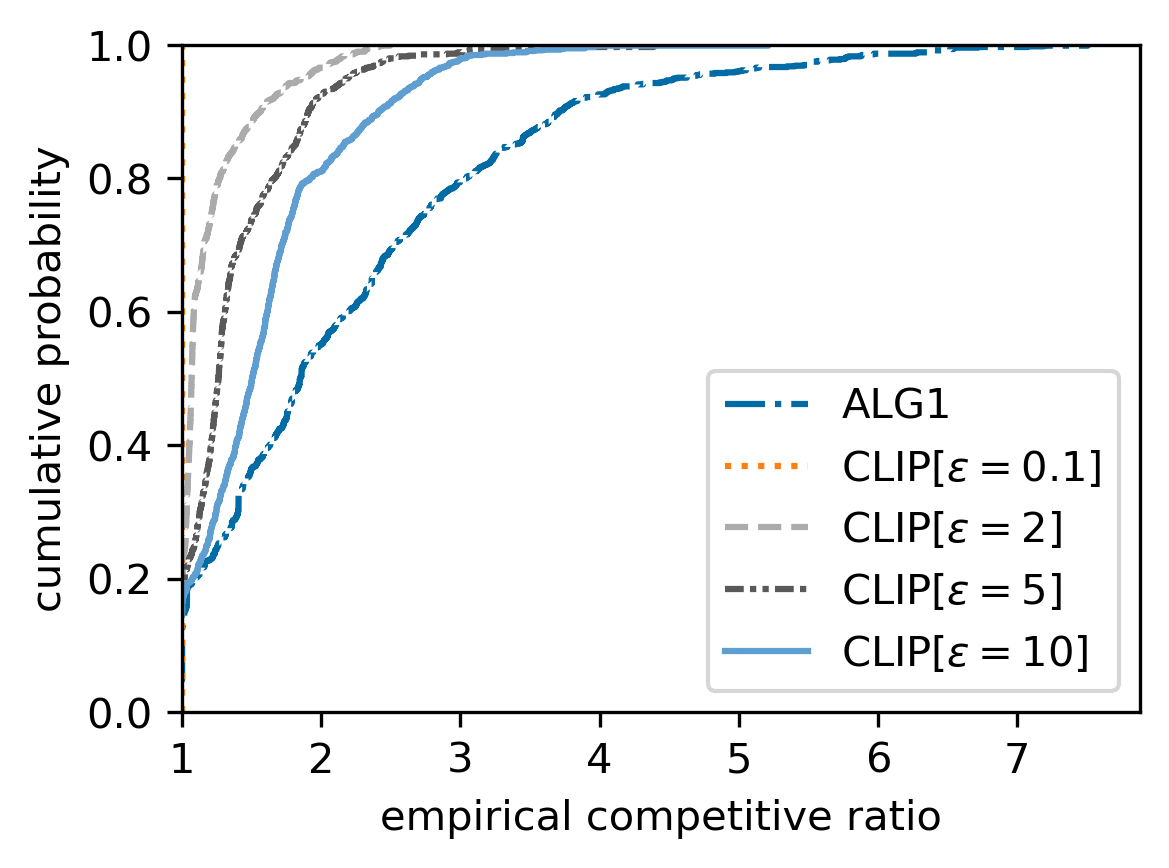 1.0
0.8
0.6
0.4
0.2
0.0
cumulative probability
ALG1
CLIP[ε = 0.1]
CLIP[ε = 2]
CLIP[ε = 5]
CLIP[ε = 10]
1 2 3 4 5 6 7
empirical competitive ratio